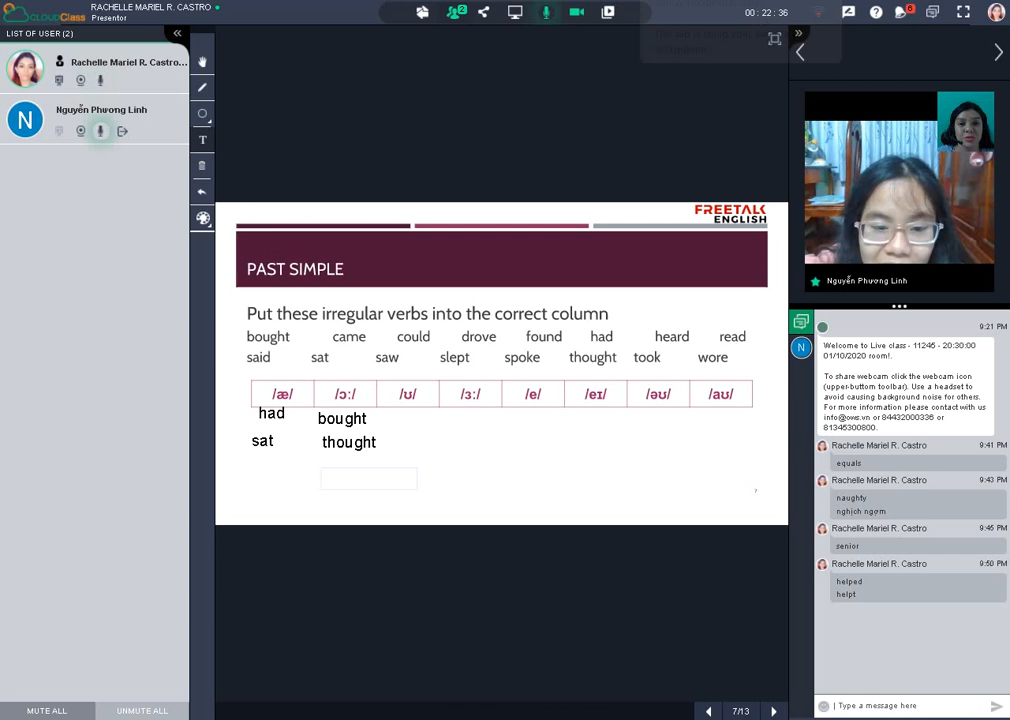 CLOUDClass
RACHELLE MARIEL R. CASTRO
Presentor
00 : 22 : 36
6
2
LIST OF USER (2)
Rachelle Mariel R. Castro...
N
Nguyễn Phương Linh
T
FREETALK
ENGLISH
PAST SIMPLE
Put these irregular verbs into the correct column
bought came could drove found had heard read
said sat saw slept spoke thought took wore
/æ/ /ɔː/ /ʊ/ /ɜː/ /e/ /eɪ/ /əʊ/ /aʊ/
had bought
sat thought
7
Nguyễn Phương Linh
9:21 PM
N
Welcome to Live class - 11245 - 20:30:00
01/10/2020 room!.
To share webcam click the webcam icon
(upper-buttom toolbar). Use a headset to
avoid causing background noise for others.
For more information please contact with us
info@ows.vn or 84432000336 or
81345300800.
Rachelle Mariel R. Castro 9:41 PM
equals
Rachelle Mariel R. Castro 9:43 PM
naughty
nghịch ngợm
Rachelle Mariel R. Castro 9:45 PM
senior
Rachelle Mariel R. Castro 9:50 PM
helped
helpt
MUTE ALL UNMUTE ALL
7/13
Type a message here